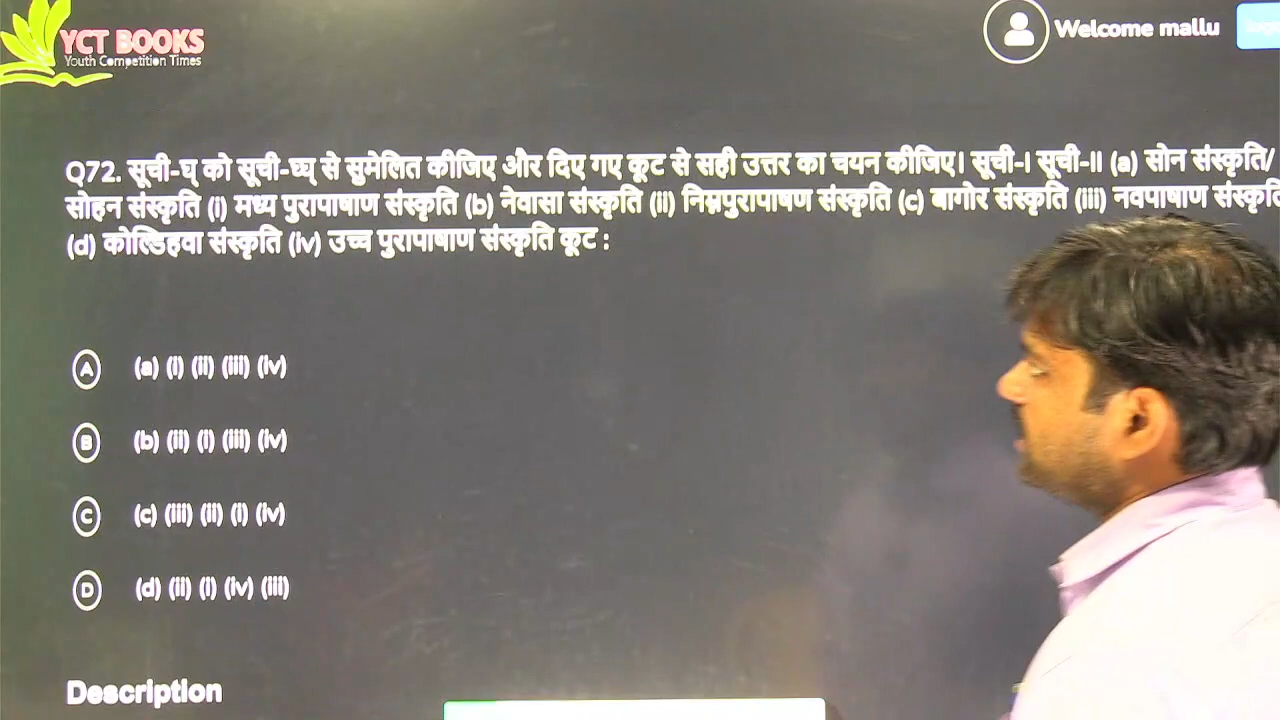 YCT BOOKS
Youth Competition Times
Welcome mallu
Q72. सूची-घ् को सूची-घ्घ् से सुमेलित कीजिए और दिए गए कूट से सही उत्तर का चयन कीजिए। सूची-I सूची-II (a) सोन संस्कृति/
सोहन संस्कृति (i) मध्य पुरापाषाण संस्कृति (b) नेवासा संस्कृति (ii) निम्नपुरापाषण संस्कृति (c) बागोर संस्कृति (iii) नवपाषाण संस्कृति
(d) कोल्डिहवा संस्कृति (iv) उच्च पुरापाषाण संस्कृति कूट :
A (a) (i) (ii) (iii) (iv)
B (b) (ii) (i) (iii) (iv)
C (c) (iii) (ii) (i) (iv)
D (d) (ii) (i) (iv) (iii)
Description